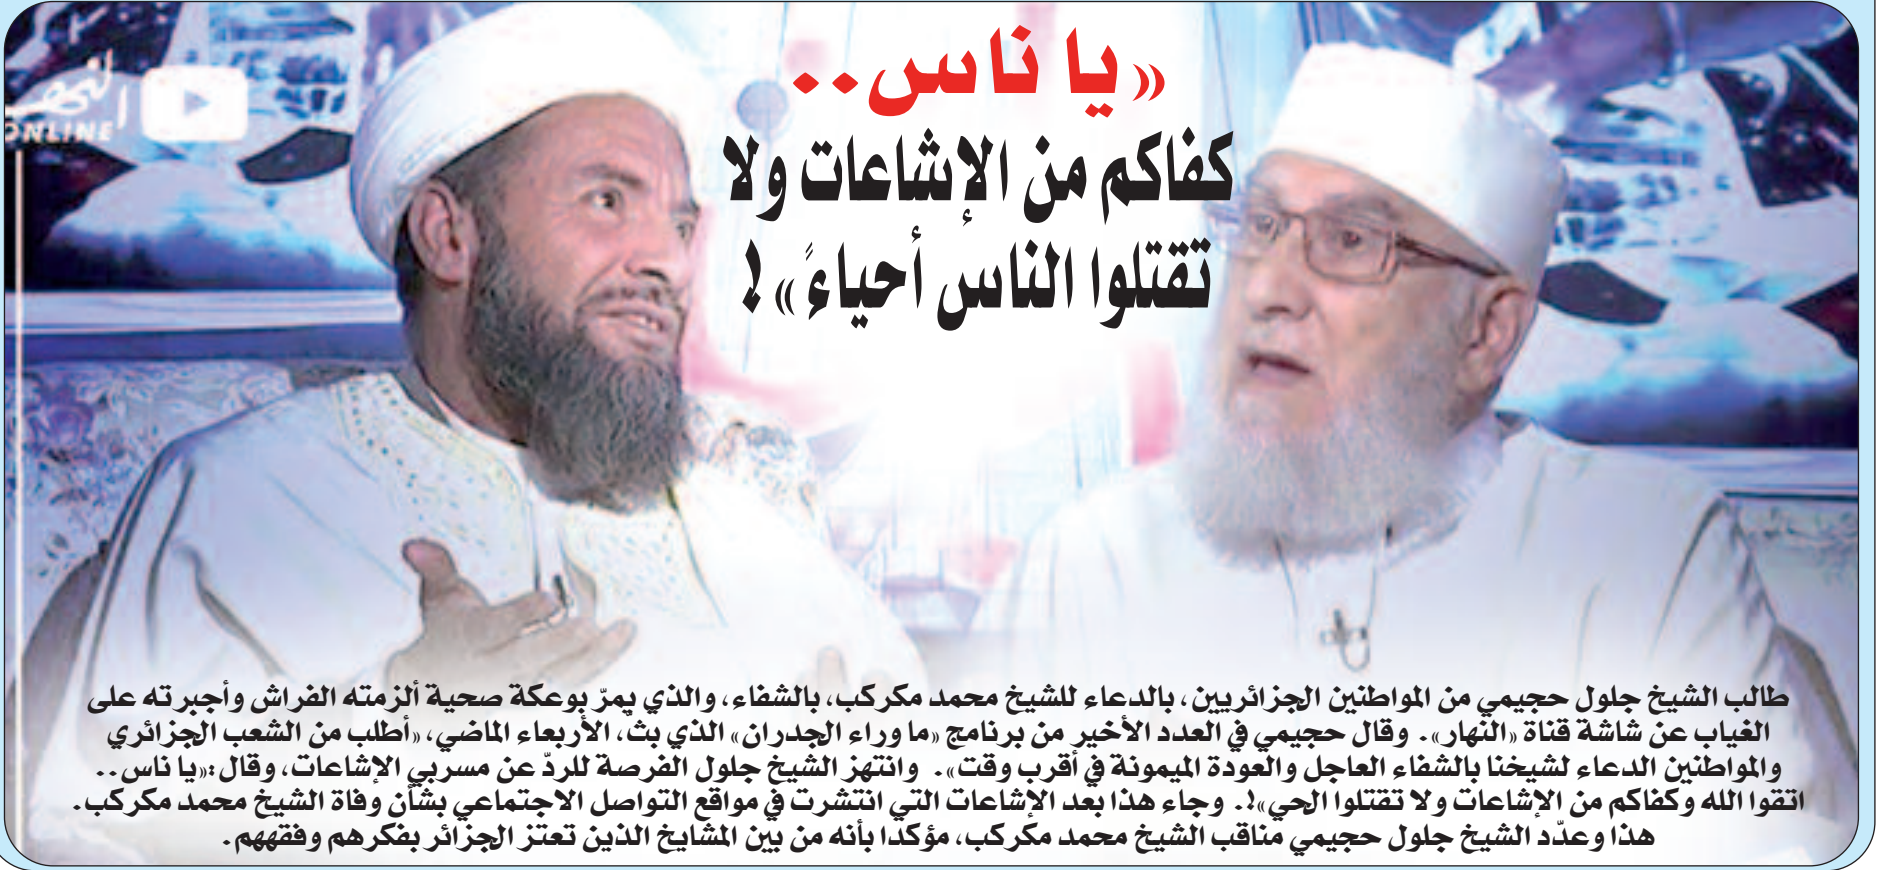 «يا ناس..
كفاكم من الإشاعات ولا
تقتلوا الناس أحياءً» !
النهار
ONLINE
طالب الشيخ جلول حجيمي من المواطنين الجزائريين، بالدعاء للشيخ محمد مكركب، بالشفاء، والذي يمرّ بوعكة صحية ألزمته الفراش وأجبرته على
الغياب عن شاشة قناة «النهار». وقال حجيمي في العدد الأخير من برنامج «ما وراء الجدران» الذي بث، الأربعاء الماضي، «أطلب من الشعب الجزائري
والمواطنين الدعاء لشيخنا بالشفاء العاجل والعودة الميمونة في أقرب وقت». وانتهز الشيخ جلول الفرصة للردّ عن مسربي الإشاعات، وقال:«يا ناس..
اتقوا الله وكفاكم من الإشاعات ولا تقتلوا الحي»!. وجاء هذا بعد الإشاعات التي انتشرت في مواقع التواصل الاجتماعي بشأن وفاة الشيخ محمد مكركب.
هذا وعدّد الشيخ جلول حجيمي مناقب الشيخ محمد مكركب، مؤكدا بأنه من بين المشايخ الذين تعتز الجزائر بفكرهم وفقههم.